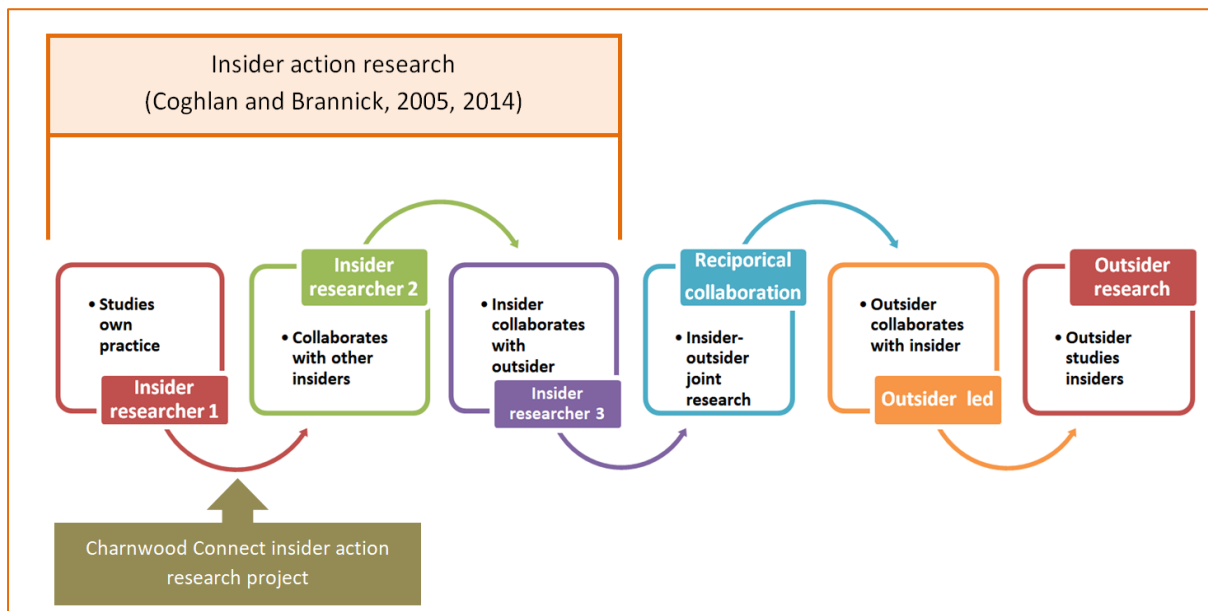 Insider action research
(Coghlan and Brannick, 2005, 2014)
• Studies
own
practice
Insider
researcher 1
Insider
researcher 2
• Collaborates
with other
insiders
• Insider
collaborates
with
outsider
Insider
researcher 3
Reciporical
collaboration
• Insider-
outsider
joint
research
• Outsider
collaborates
with insider
Outsider led
Outsider
research
• Outsider
studies
insiders
Charnwood Connect insider action
research project